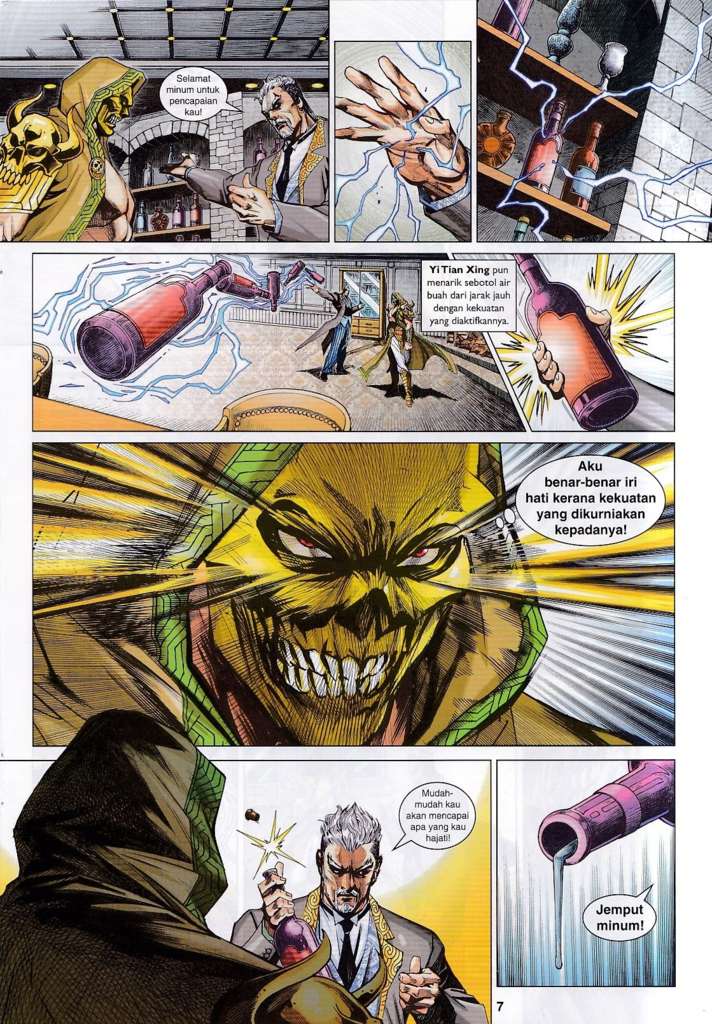 Selamat
minum untuk
pencapaian
kau!
Yi Tian Xing pun
menarik sebotol air
buah dari jarak jauh
dengan kekuatan
yang diaktifkannya.
Aku
benar-benar iri
hati kerana kekuatan
yang dikurniakan
kepadanya!
Mudah-
mudah kau
akan mencapai
apa yang kau
hajati!
Jemput
minum!
7